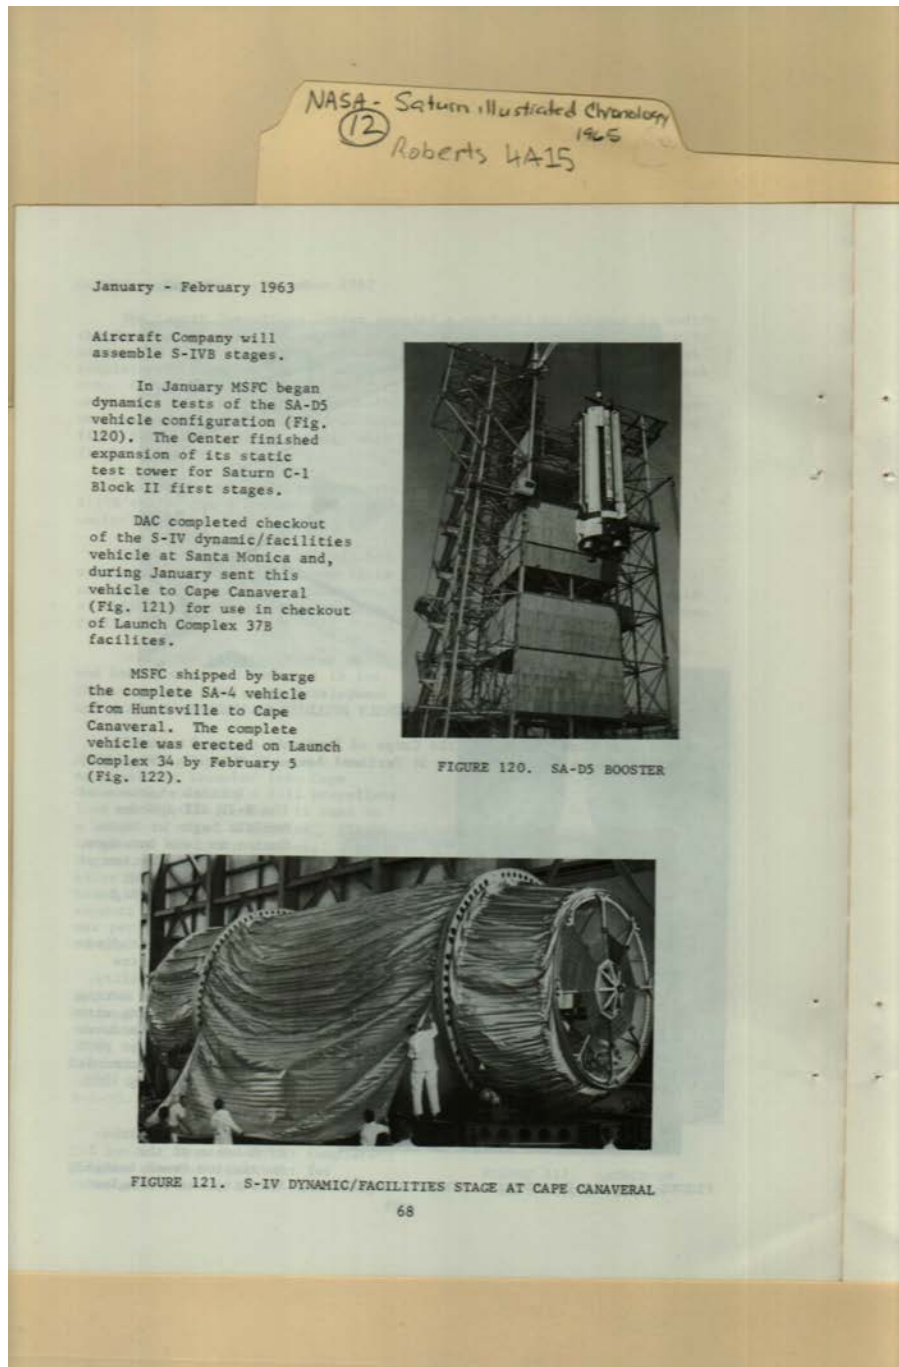 NASA - Saturn illustrated Chronology
12
1965
Roberts 4A15
January - February 1963
Aircraft Company will
assemble S-IVB stages.
In January MSFC began
dynamics tests of the SA-D5
vehicle configuration (Fig.
120). The Center finished
expansion of its static
test tower for Saturn C-1
Block II first stages.
DAC completed checkout
of the S-IV dynamic/facilities
vehicle at Santa Monica and,
during January sent this
vehicle to Cape Canaveral
(Fig. 121) for use in checkout
of Launch Complex 37B
facilites.
MSFC shipped by barge
the complete SA-4 vehicle
from Huntsville to Cape
Canaveral. The complete
vehicle was erected on Launch
Complex 34 by February 5
(Fig. 122).
FIGURE 120. SA-D5 BOOSTER
FIGURE 121. S-IV DYNAMIC/FACILITIES STAGE AT CAPE CANAVERAL
68